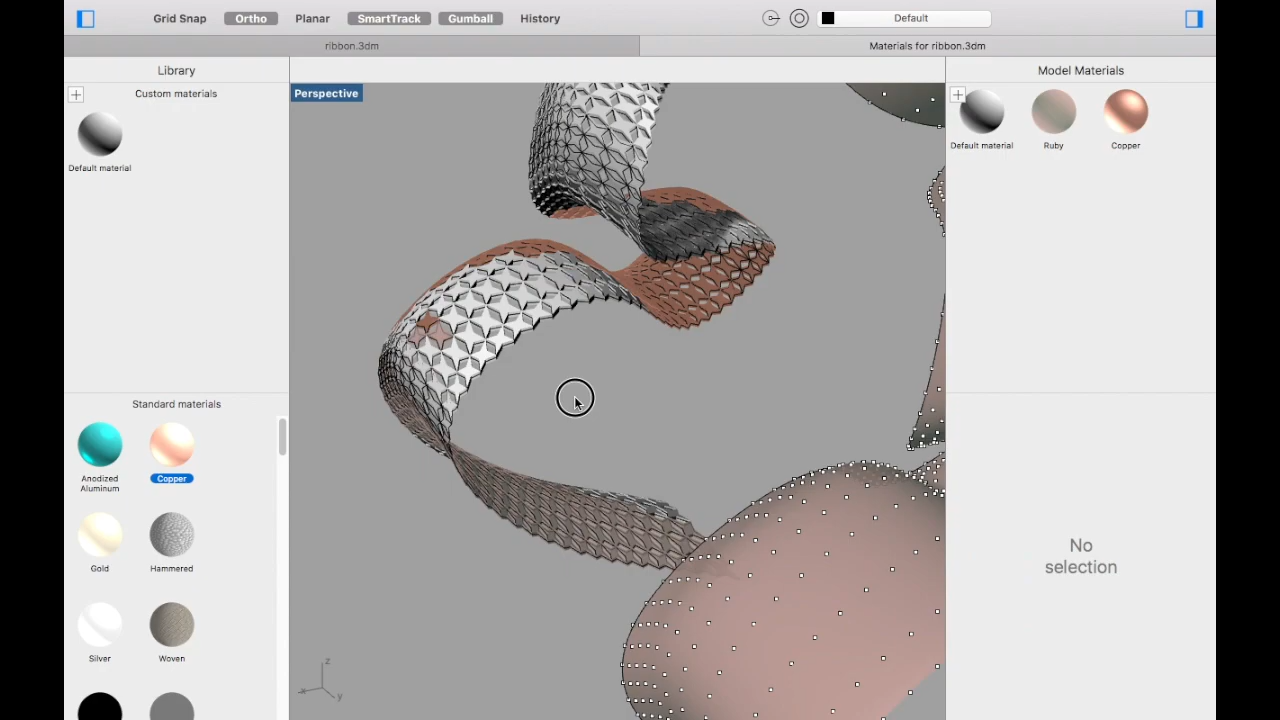 Grid Snap Ortho Planar SmartTrack Gumball History Default
ribbon.3dm Materials for ribbon.3dm
Library
Custom materials
Default material
Perspective
Model Materials
Default material Ruby Copper
Standard materials
Anodized
Aluminum
Copper
Gold Hammered
Silver Woven
No
selection
z
x
y